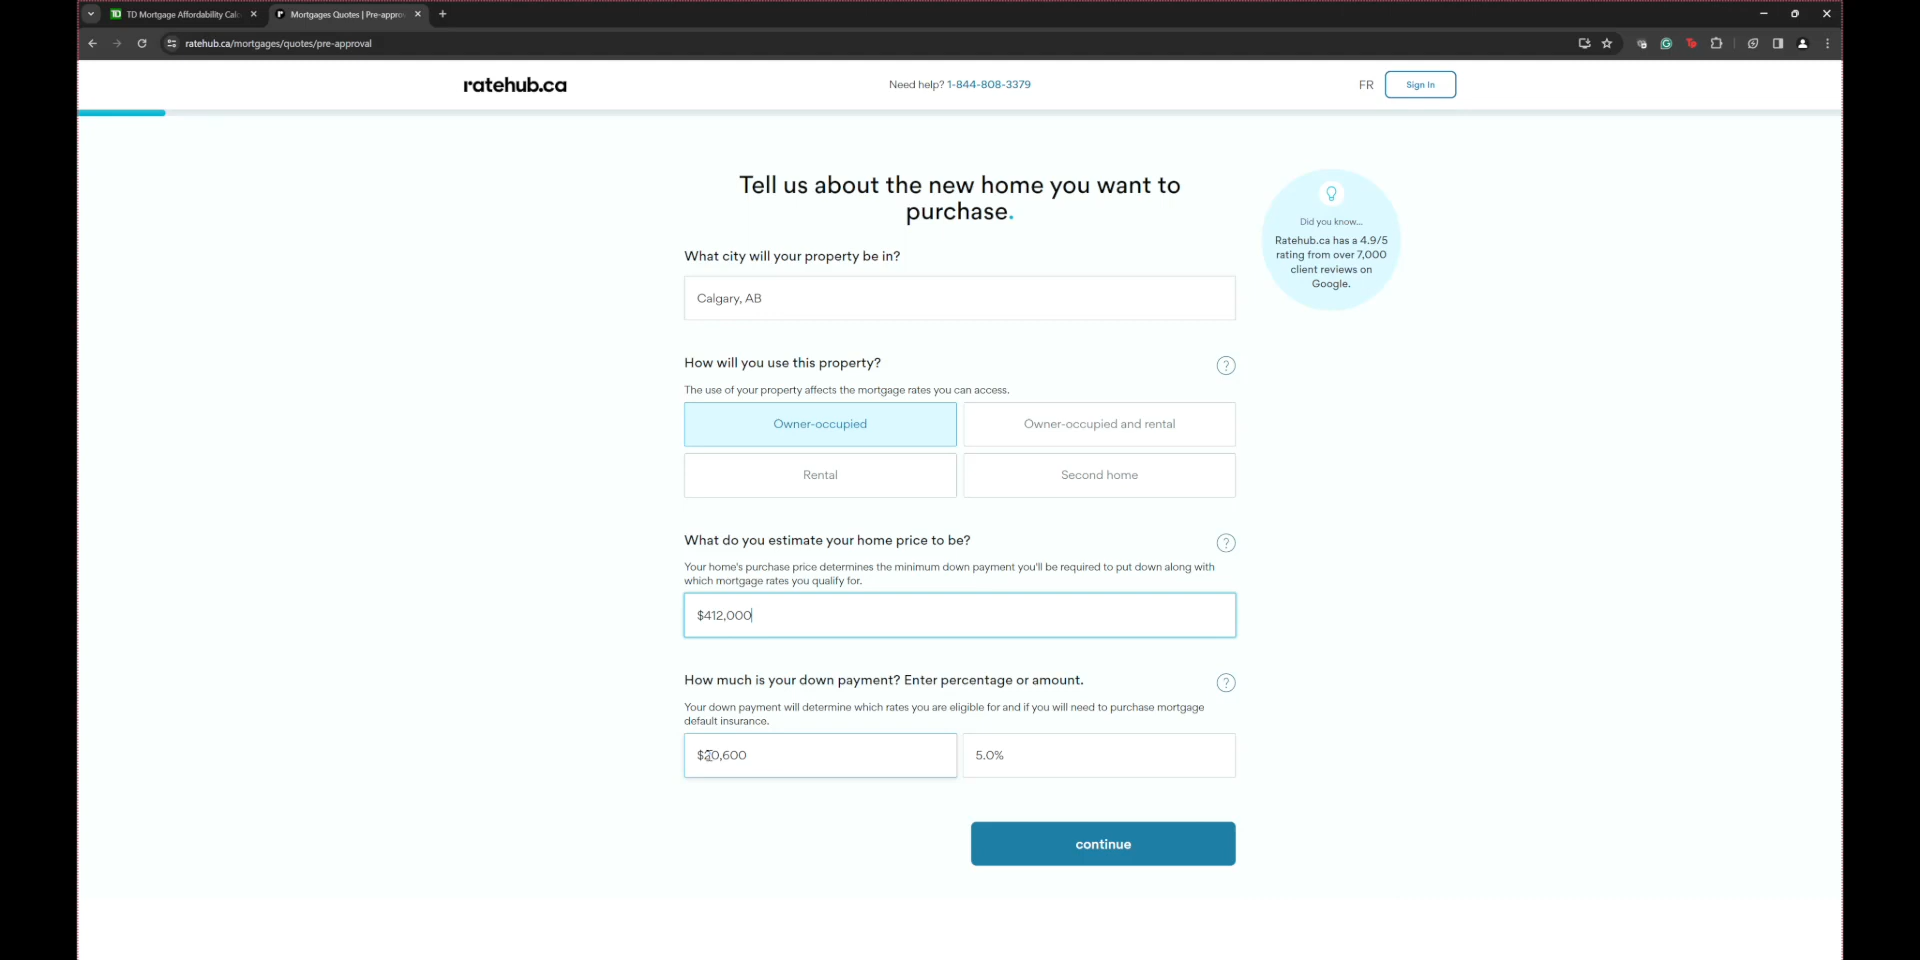 TD Mortgage Affordability Calc
Mortgages Quotes | Pre-appro
ratehub.ca/mortgages/quotes/pre-approval
ratehub.ca
Need help? 1-844-808-3379
FR
Sign In
Tell us about the new home you want to
purchase.
Did you know...
Ratehub.ca has a 4.9/5
rating from over 7,000
client reviews on
Google.
What city will your property be in?
Calgary, AB
How will you use this property?
?
The use of your property affects the mortgage rates you can access.
Owner-occupied
Owner-occupied and rental
Rental
Second home
What do you estimate your home price to be?
?
Your home's purchase price determines the minimum down payment you'll be required to put down along with
which mortgage rates you qualify for.
$412,000
How much is your down payment? Enter percentage or amount.
?
Your down payment will determine which rates you are eligible for and if you will need to purchase mortgage
default insurance.
$20,600
5.0%
continue